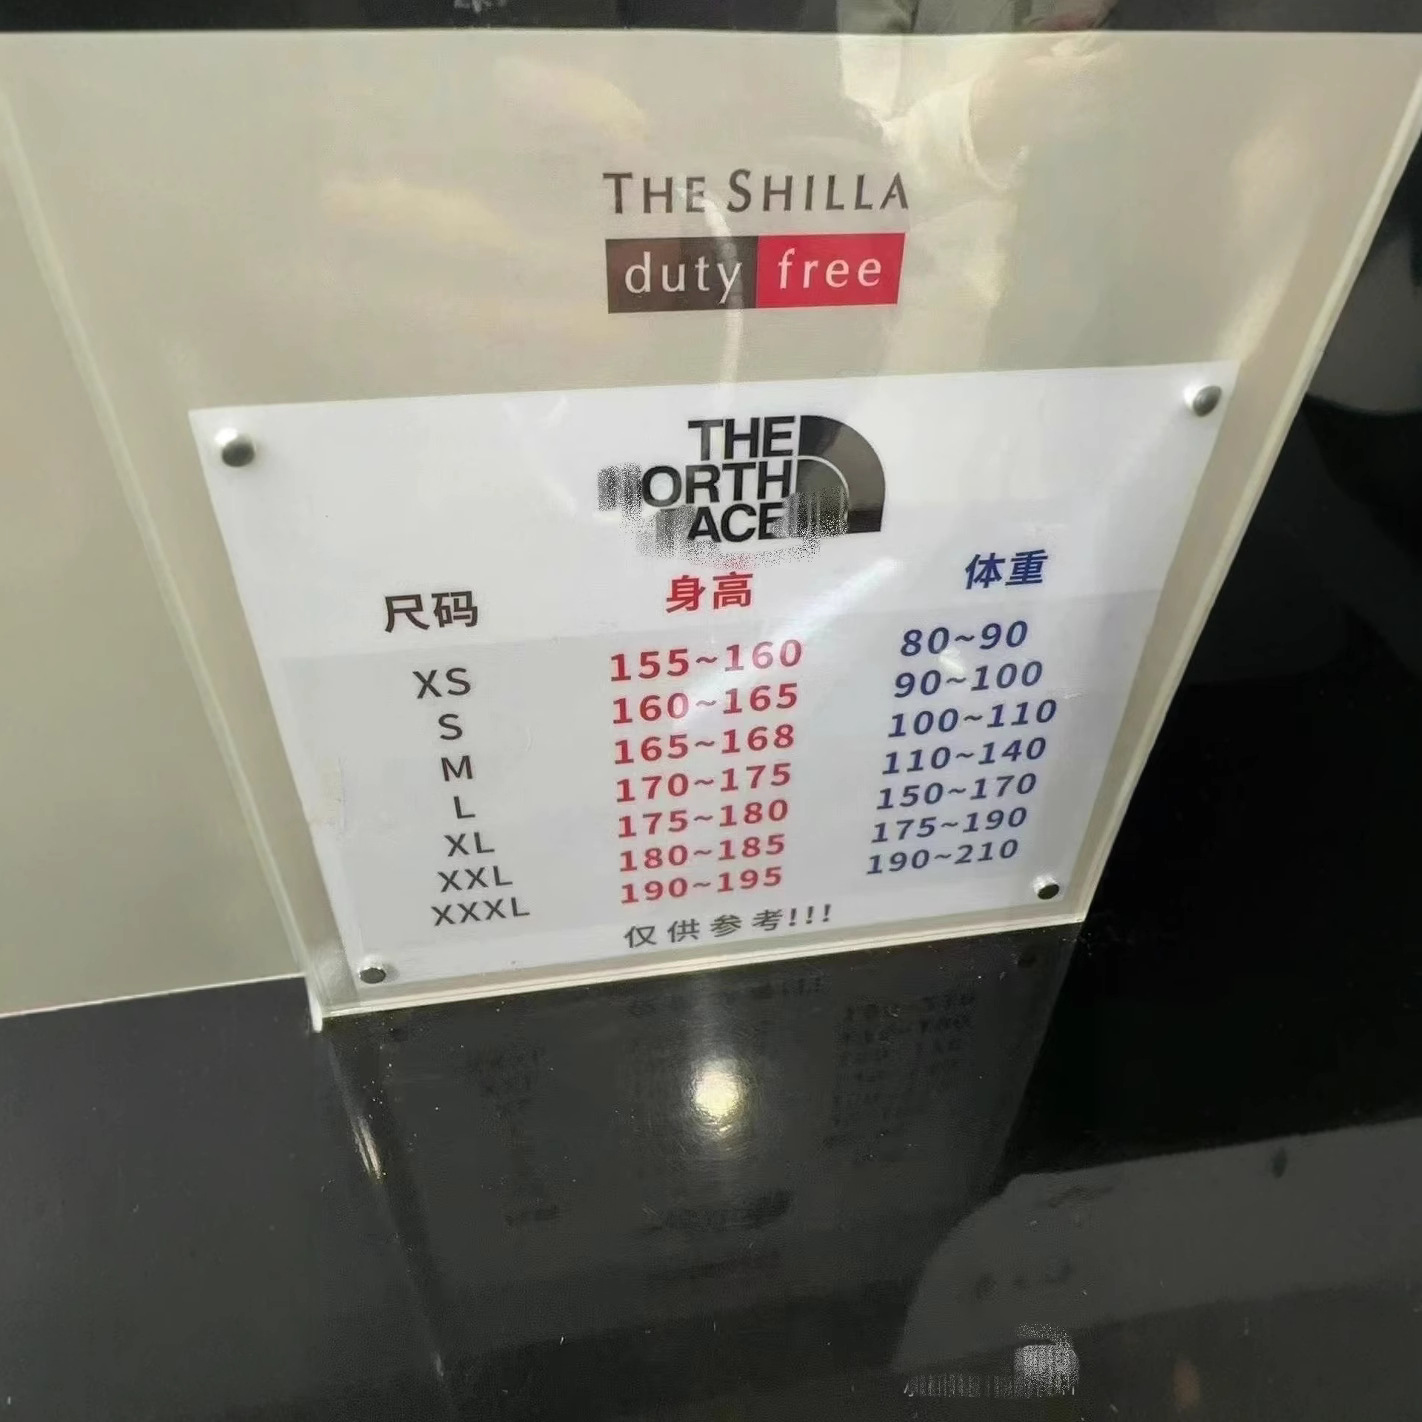 THE SHILLA
duty free
THE
ORTH
ACE
尺码 身高 体重
XS 155~160 80~90
S 160~165 90~100
M 165~168 100~110
L 170~175 110~140
XL 175~180 150~170
XXL 180~185 175~190
XXXL 190~195 190~210
仅供参考!!!